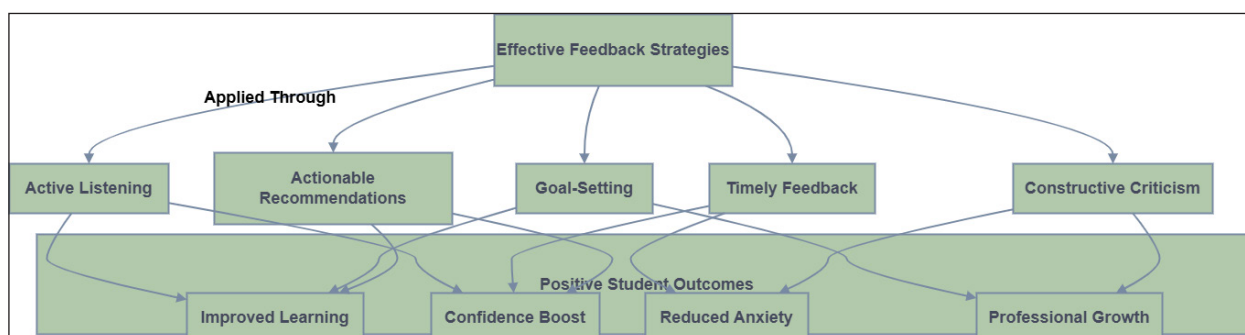 Effective Feedback Strategies
Applied Through
Active Listening
Actionable
Recommendations
Goal-Setting
Timely Feedback
Constructive Criticism
Positive Student Outcomes
Improved Learning
Confidence Boost
Reduced Anxiety
Professional Growth